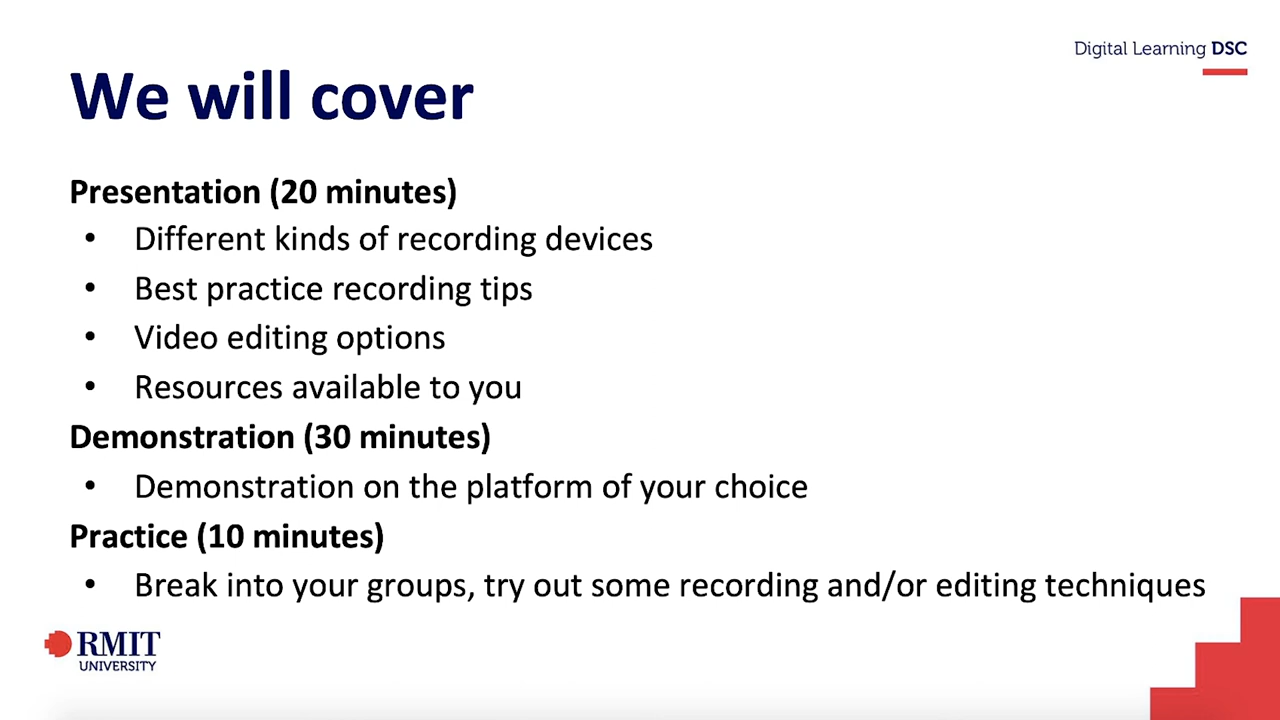 Digital Learning DSC
We will cover
Presentation (20 minutes)
• Different kinds of recording devices
• Best practice recording tips
• Video editing options
• Resources available to you
Demonstration (30 minutes)
• Demonstration on the platform of your choice
Practice (10 minutes)
• Break into your groups, try out some recording and/or editing techniques
RMIT
UNIVERSITY